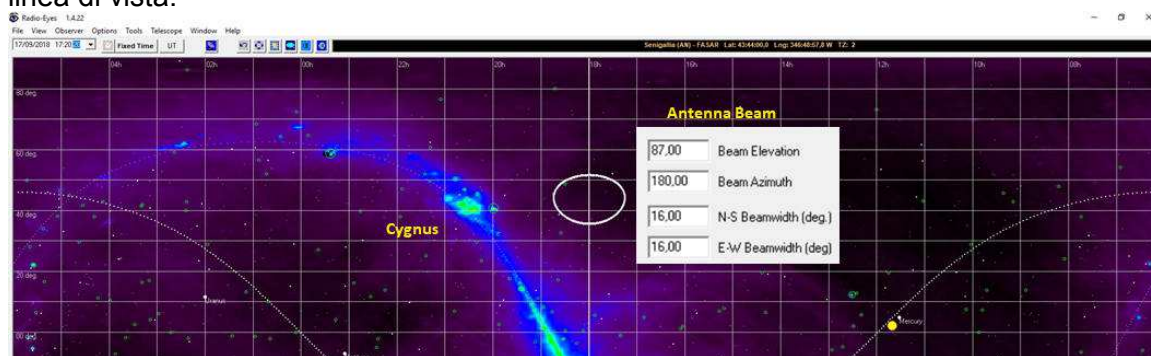 linea di vista.
Radio-Eyes 1.4.22
File View Observer Options Tools Telescope Window Help
17/09/2018 17:20 Fixed Time UT
Senigallia (AN) - FASAR Lat: 43:44:00,0 Lng: 346:48:57,8 W TZ: 2
04h 02h 00h 22h 20h 18h 16h 14h 12h 10h 08h
80 deg
Antenna Beam
87,00 Beam Elevation
60 deg
180,00 Beam Azimuth
40 deg
16,00 N-S Beamwidth (deg.)
Cygnus
16,00 E-W Beamwidth (deg)
20 deg
Uranus
Mercury
00 deg